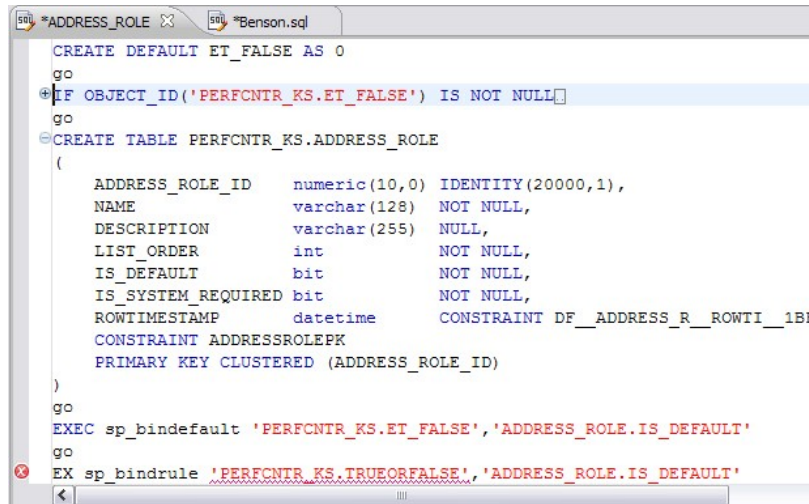 *ADDRESS_ROLE *Benson.sql
CREATE DEFAULT ET_FALSE AS 0
go
IF OBJECT_ID('PERFCNTR_KS.ET_FALSE') IS NOT NULL
go
CREATE TABLE PERFCNTR_KS.ADDRESS_ROLE
(
ADDRESS_ROLE_ID numeric(10,0) IDENTITY(20000,1),
NAME varchar(128) NOT NULL,
DESCRIPTION varchar(255) NULL,
LIST_ORDER int NOT NULL,
IS_DEFAULT bit NOT NULL,
IS_SYSTEM_REQUIRED bit NOT NULL,
ROWTIMESTAMP datetime CONSTRAINT DF__ADDRESS_R__ROWTI__1B
CONSTRAINT ADDRESSROLEPK
PRIMARY KEY CLUSTERED (ADDRESS_ROLE_ID)
)
go
EXEC sp_bindefault 'PERFCNTR_KS.ET_FALSE','ADDRESS_ROLE.IS_DEFAULT'
go
EX sp_bindrule 'PERFCNTR_KS.TRUEORFALSE','ADDRESS_ROLE.IS_DEFAULT'